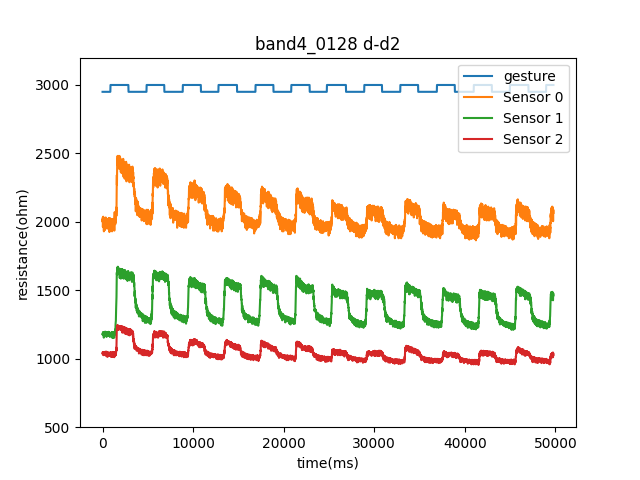 band4_0128 d-d2
gesture
Sensor 0
Sensor 1
Sensor 2
resistance(ohm)
3000
2500
2000
1500
1000
500
0
10000
20000
30000
40000
50000
time(ms)